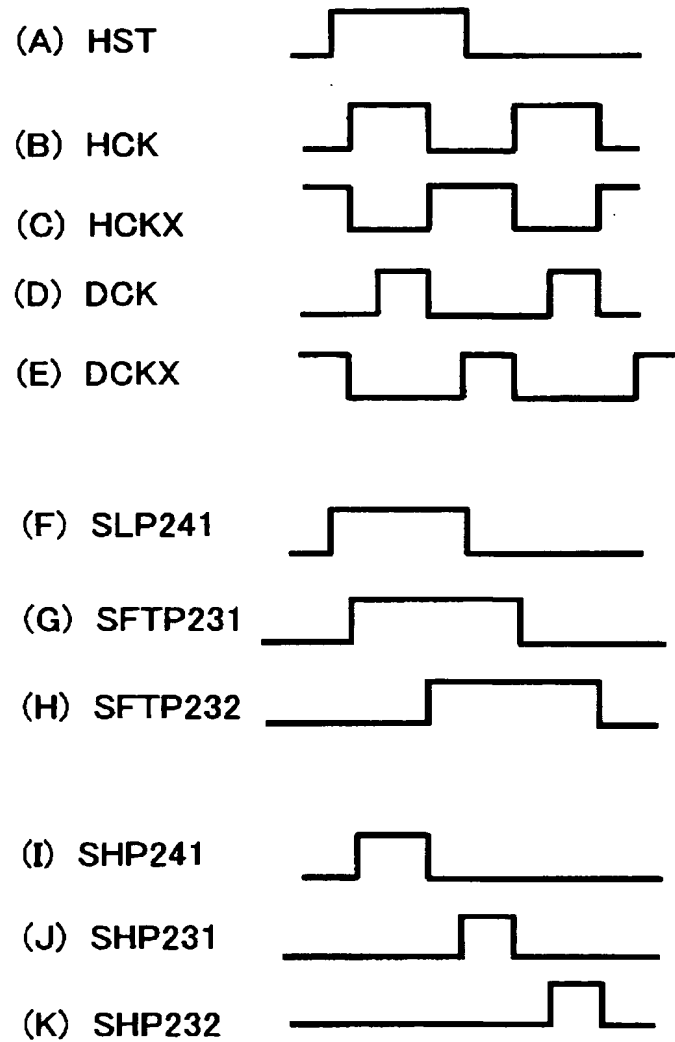 (A) HST
(B) HCK
(C) HCKX
(D) DCK
(E) DCKX
(F) SLP241
(G) SFTP231
(H) SFTP232
(I) SHP241
(J) SHP231
(K) SHP232